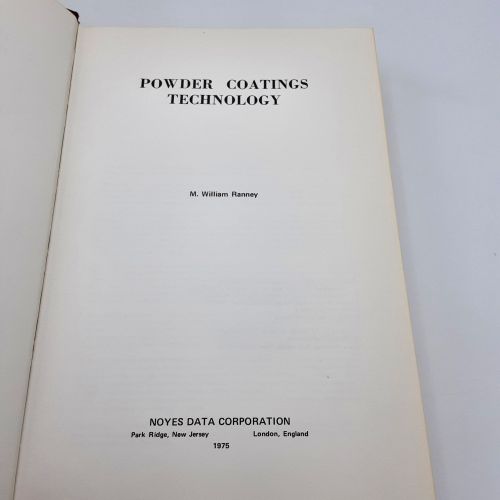 POWDER COATINGS
TECHNOLOGY
M. William Ranney
NOYES DATA CORPORATION
Park Ridge, New Jersey London, England
1975